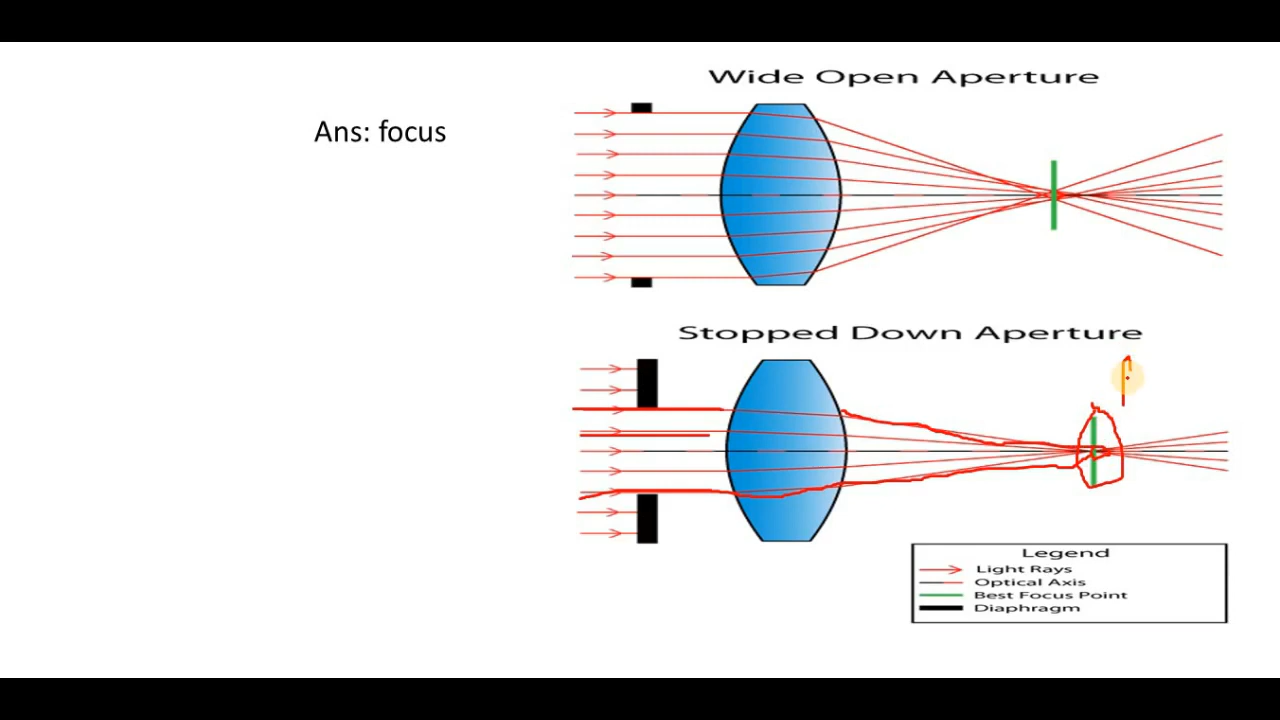 Wide Open Aperture
Ans: focus
Stopped Down Aperture
Legend
Light Rays
Optical Axis
Best Focus Point
Diaphragm